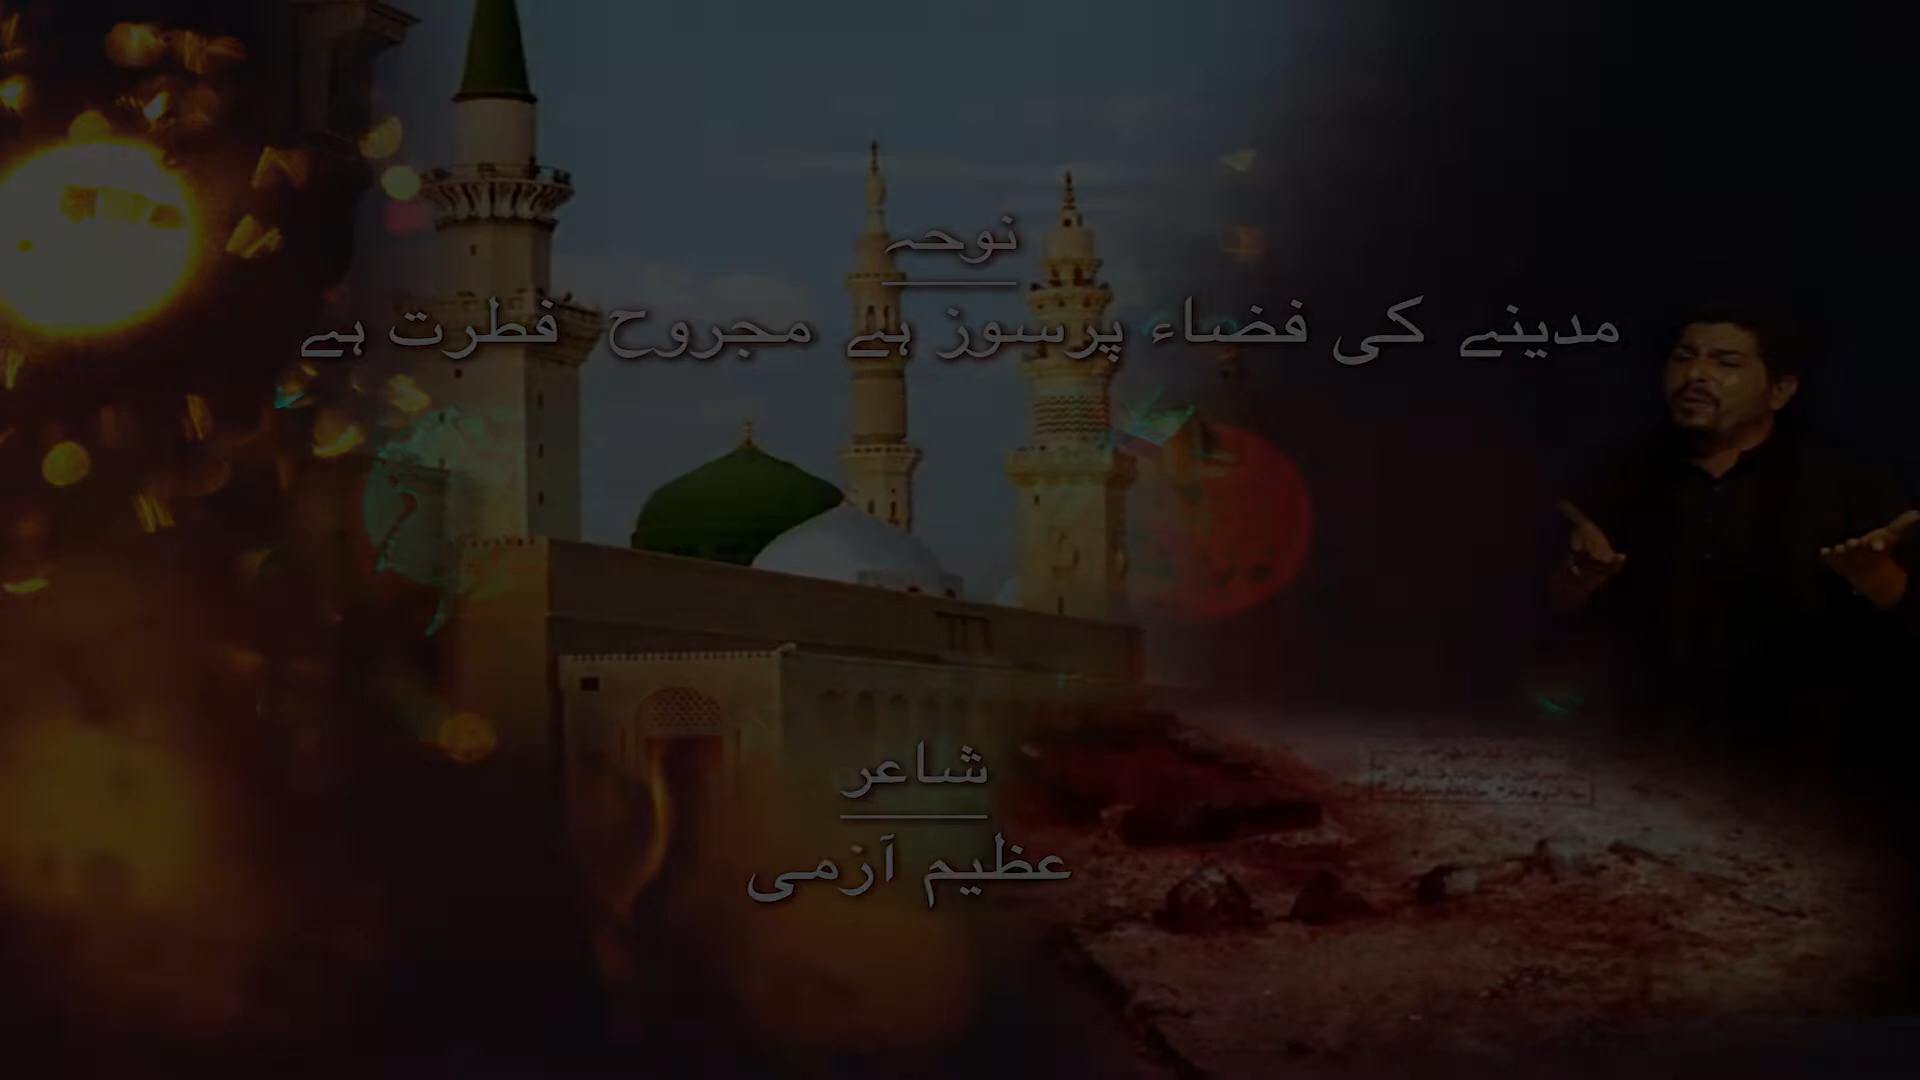 نوحہ
مدینے کی فضاء پرسوز ہے مجروح فطرت ہے
شاعر
عظیم آزمی